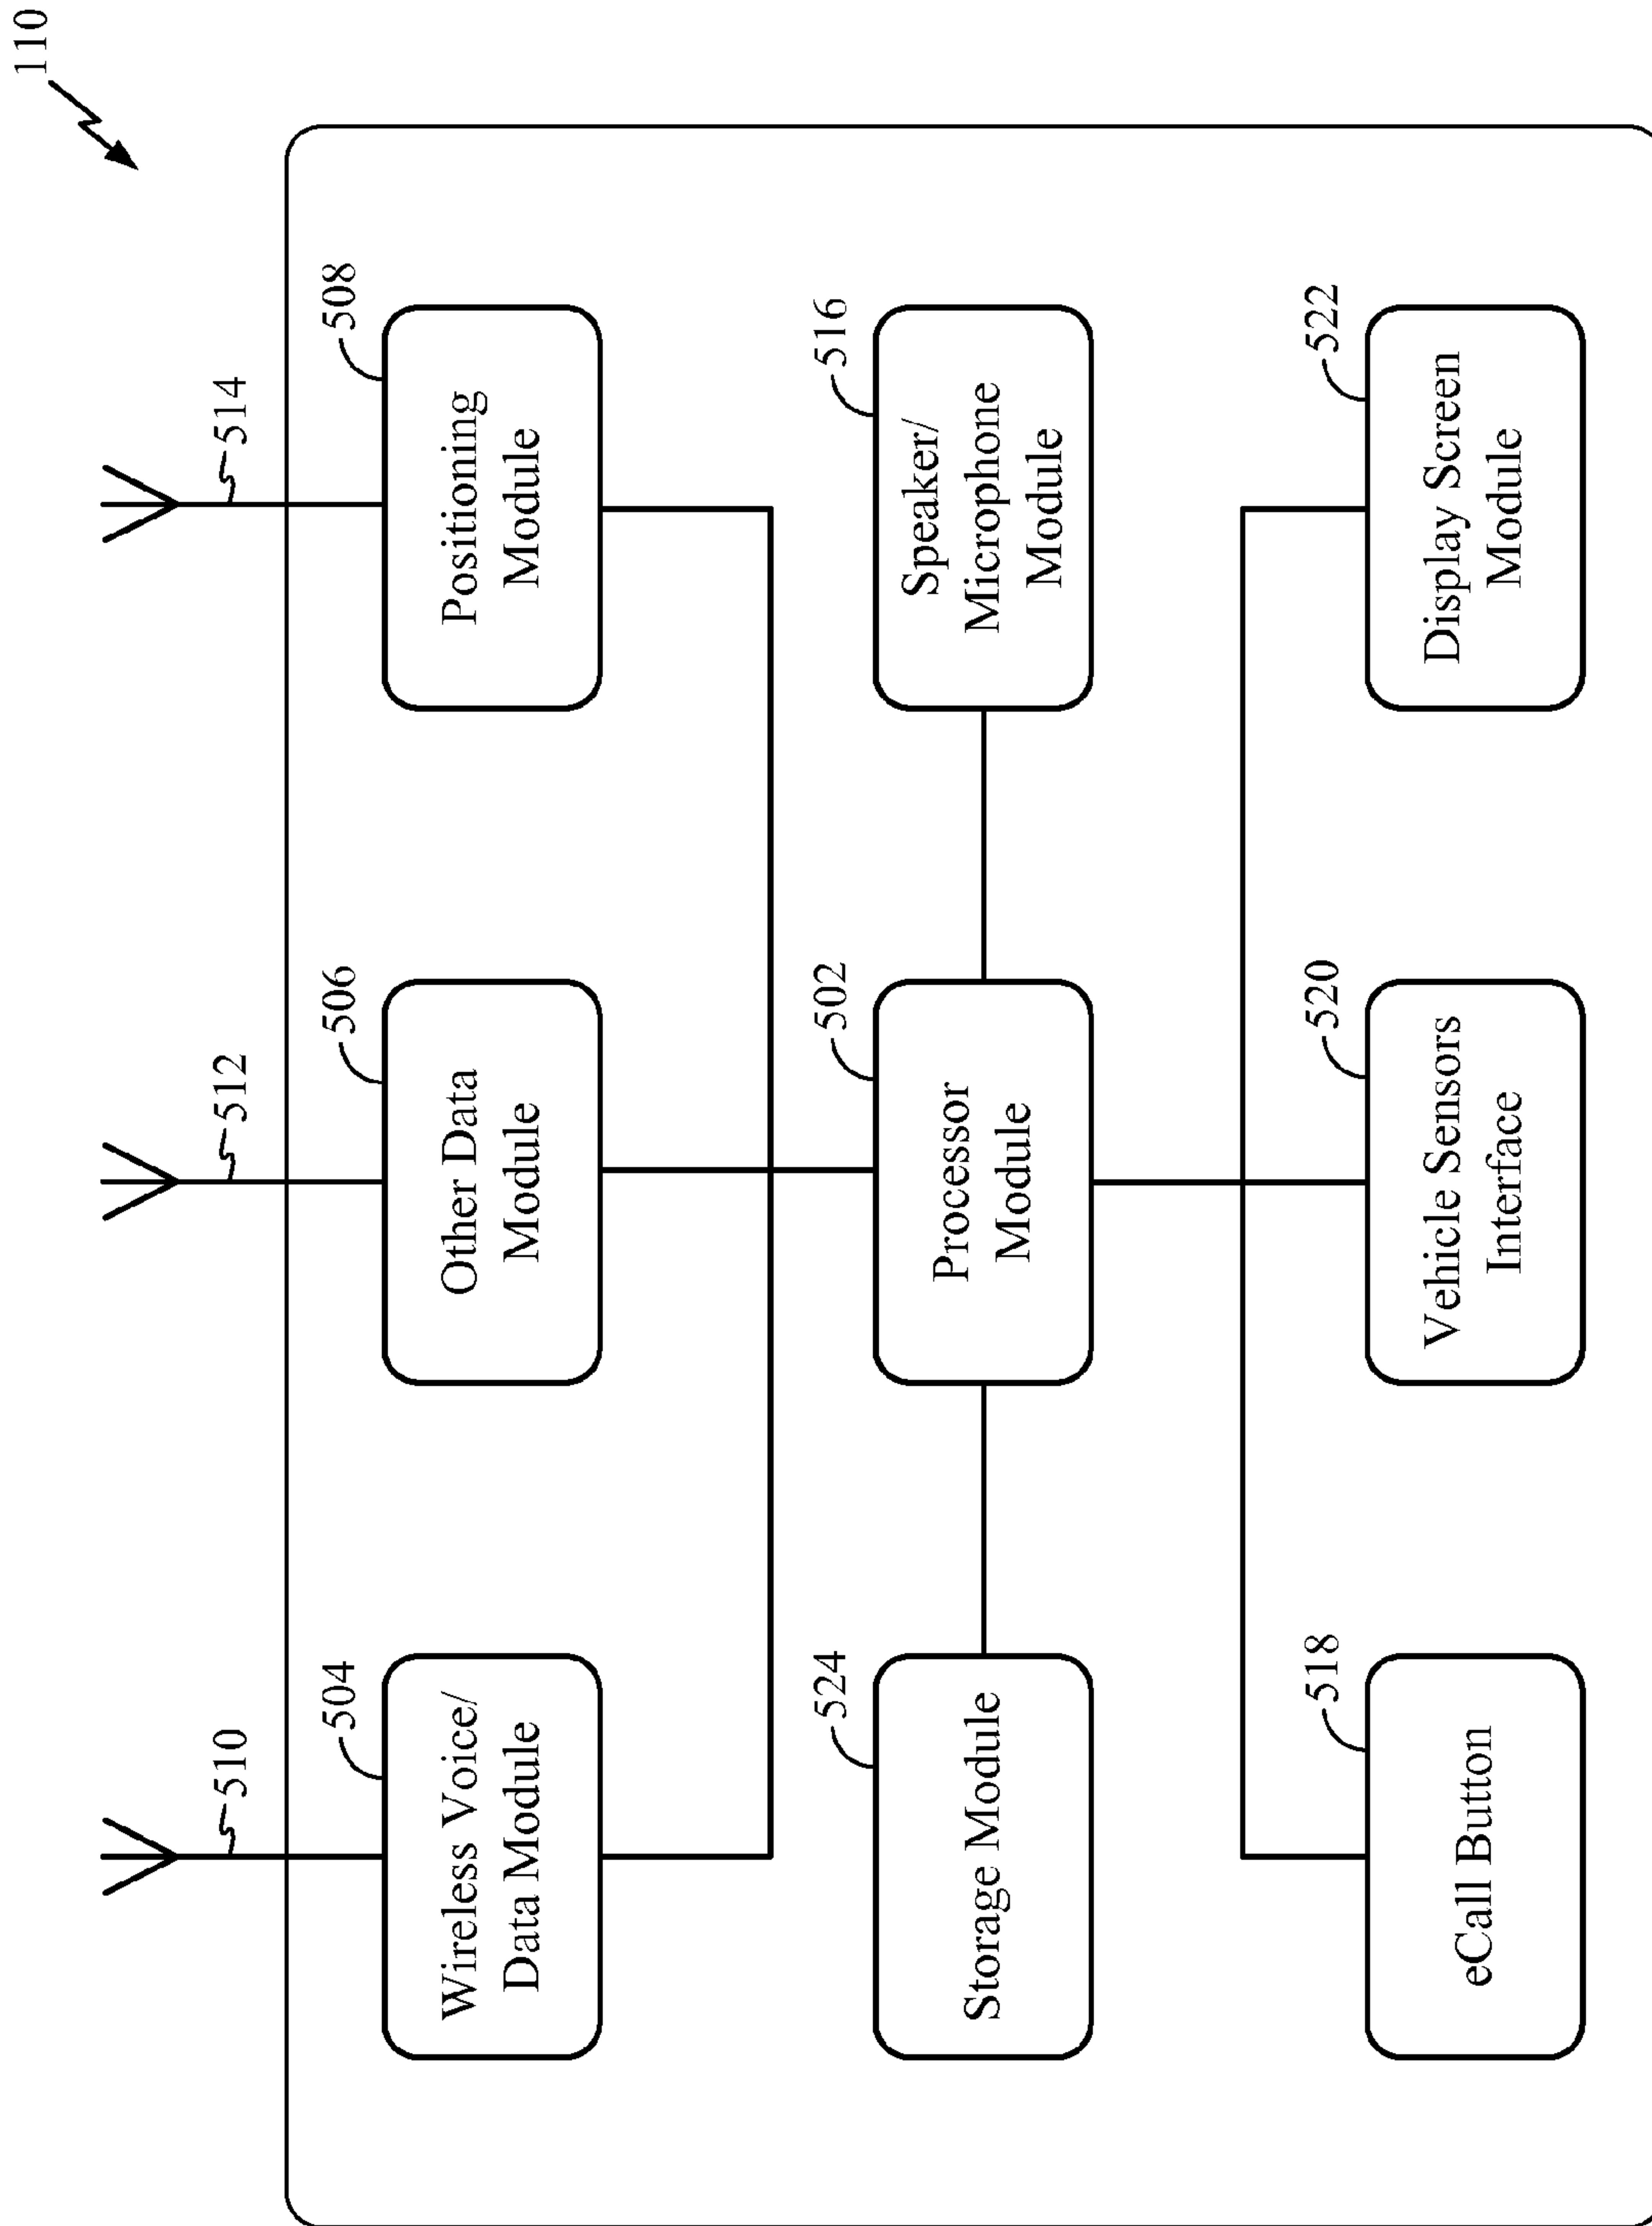 110
510
512
514
504
506
508
Wireless Voice/
Data Module
Other Data
Module
Positioning
Module
524
502
516
Storage Module
Processor
Module
Speaker/
Microphone
Module
518
520
522
eCall Button
Vehicle Sensors
Interface
Display Screen
Module